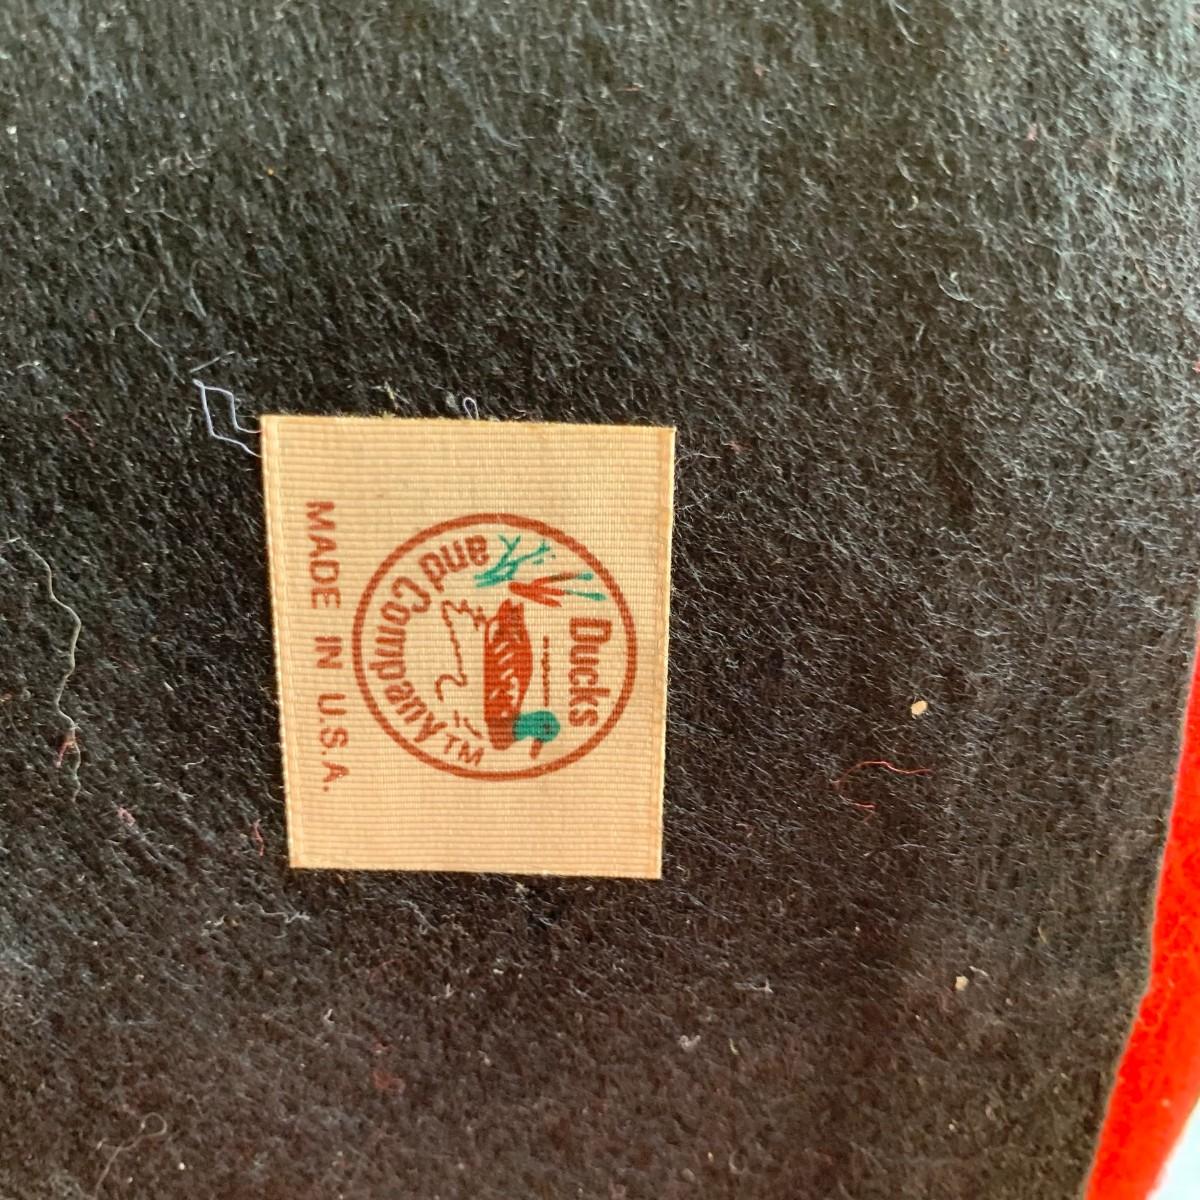 Ducks
and Company™
MADE IN U.S.A.